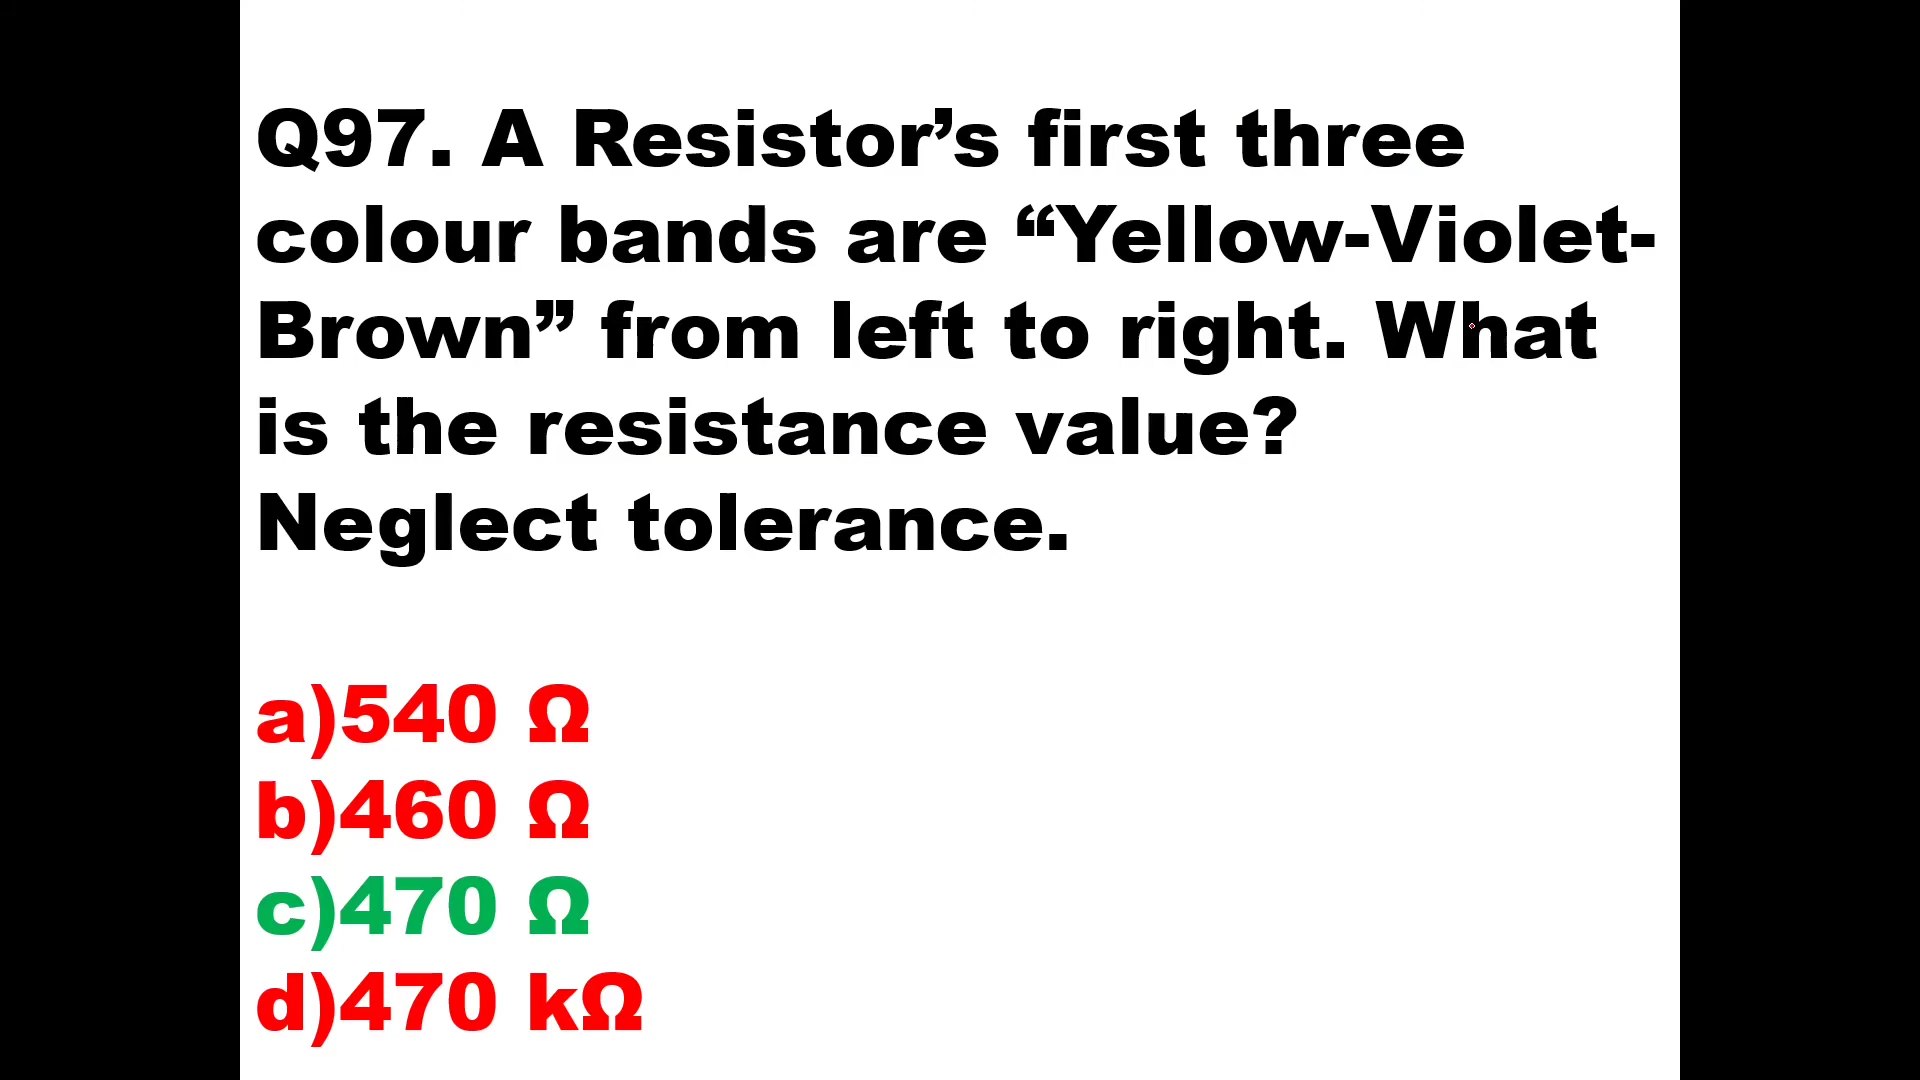 Q97. A Resistor’s first three
colour bands are “Yellow-Violet-
Brown” from left to right. What
is the resistance value?
Neglect tolerance.
a)540 Ω
b)460 Ω
c)470 Ω
d)470 kΩ